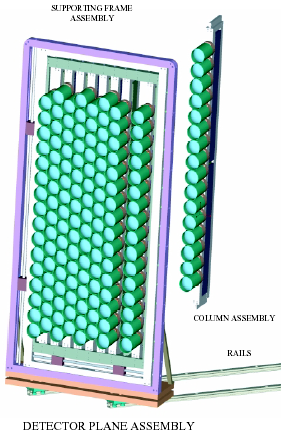 SUPPORTING FRAME
ASSEMBLY
COLUMN ASSEMBLY
RAILS
DETECTOR PLANE ASSEMBLY